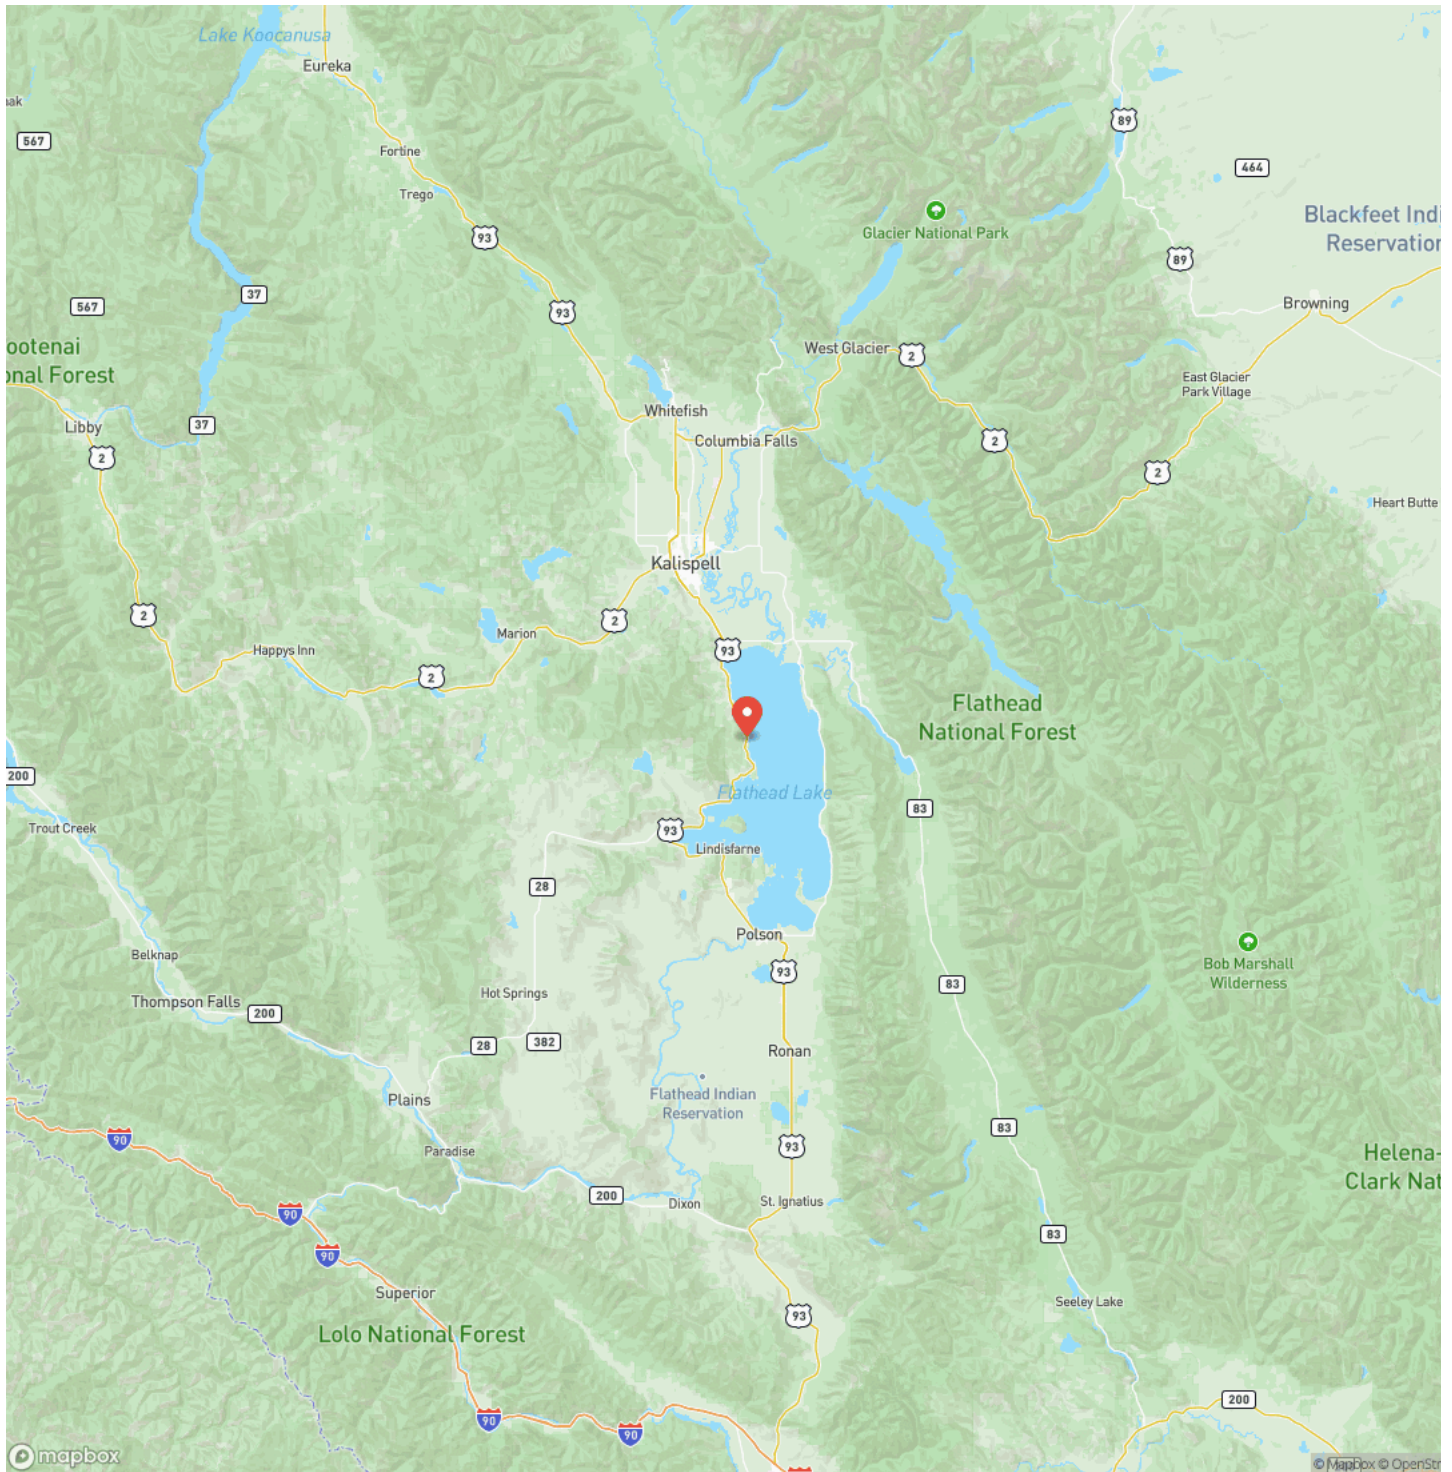 Lake Koocanusa
Eureka
aak
89
567
Fortine
464
Trego
Glacier National Park
Blackfeet Indi
Reservation
93
89
37
567
93
Browning
ootenai
onal Forest
West Glacier
2
East Glacier
Park Village
Whitefish
37
Libby
Columbia Falls
2
2
2
Heart Butte
Kalispell
2
2
Marion
Happys Inn
93
2
Flathead
National Forest
200
Flathead Lake
83
Trout Creek
93
Lindisfarne
28
Polson
Belknap
Bob Marshall
Wilderness
93
83
Hot Springs
Thompson Falls
200
28
382
Ronan
Flathead Indian
Reservation
Plains
83
90
93
Paradise
Helena-
Clark Nat
200
Dixon
St. Ignatius
90
83
90
Superior
Seeley Lake
93
Lolo National Forest
200
90
90
mapbox
© Mapbox © OpenStr